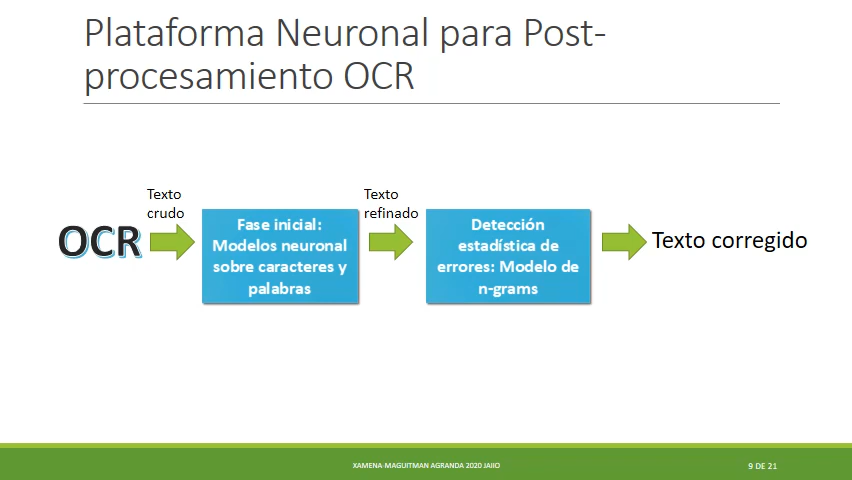 Plataforma Neuronal para Post-
procesamiento OCR
Texto
crudo
Texto
refinado
OCR
Fase inicial:
Modelos neuronal
sobre caracteres y
palabras
Detección
estadística de
errores: Modelo de
n-grams
Texto corregido
XAMENA-MAGUITMAN AGRANDA 2020 JAIIO
9 DE 21